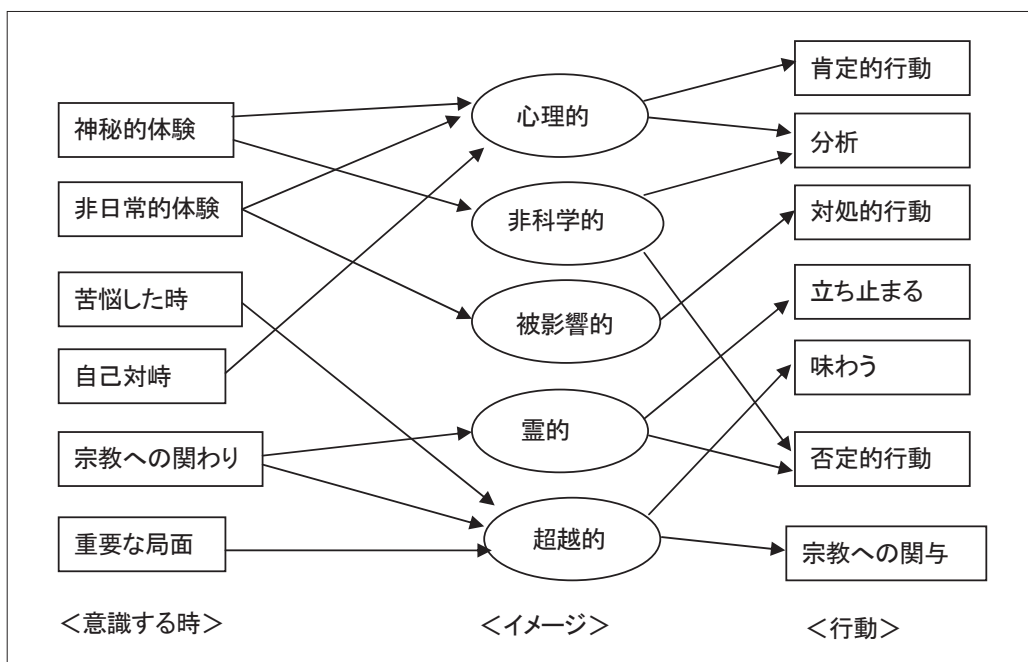 神秘的体験
非日常的体験
苦悩した時
自己対峙
宗教への関わり
重要な局面
＜意識する時＞
心理的
非科学的
被影響的
霊的
超越的
＜イメージ＞
肯定的行動
分析
対処的行動
立ち止まる
味わう
否定的行動
宗教への関与
＜行動＞